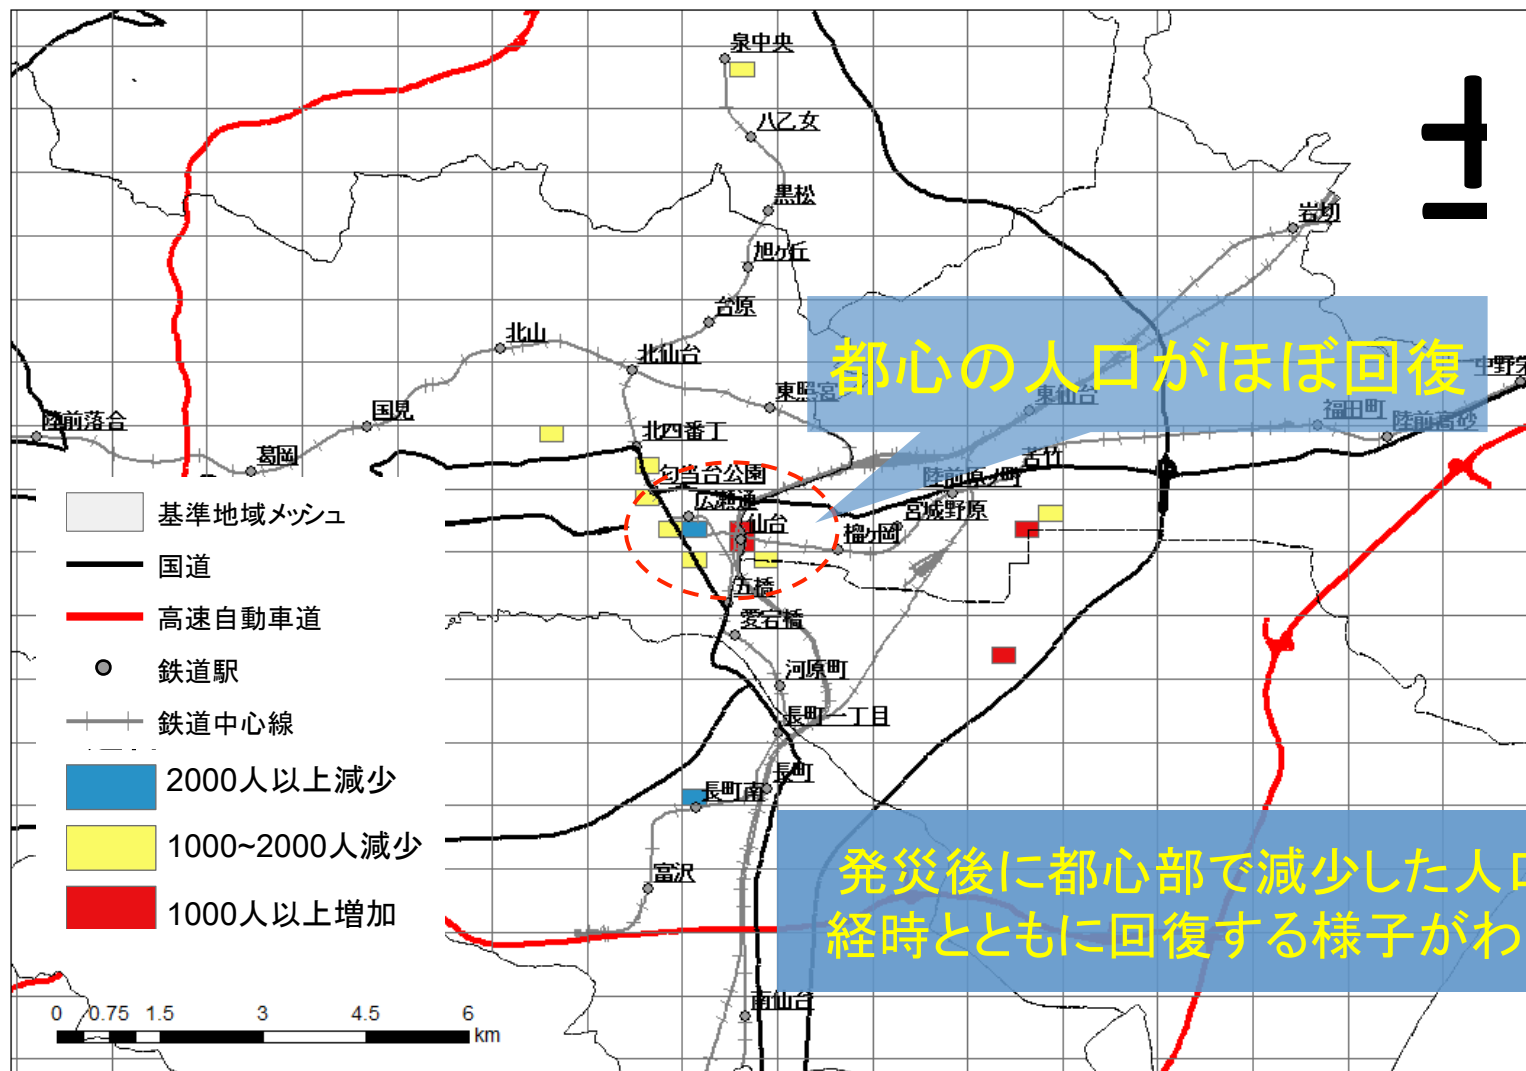 泉中央
八乙女
黒松
旭ヶ丘
台原
岩切
北山
北仙台
都心の人口がほぼ回復
中野栄
東照宮
東仙台
福田町
陸前高砂
国見
陸前落合
葛岡
北四番丁
勾当台公園
苦竹
陸前原ノ町
広瀬通
仙台
宮城野原
榴ヶ岡
五橋
愛宕橋
河原町
長町一丁目
長町
長町南
富沢
南仙台
基準地域メッシュ
国道
高速自動車道
鉄道駅
鉄道中心線
2000人以上減少
1000~2000人減少
1000人以上増加
発災後に都心部で減少した人口
経時とともに回復する様子がわ
0 0.75 1.5 3 4.5 6
km